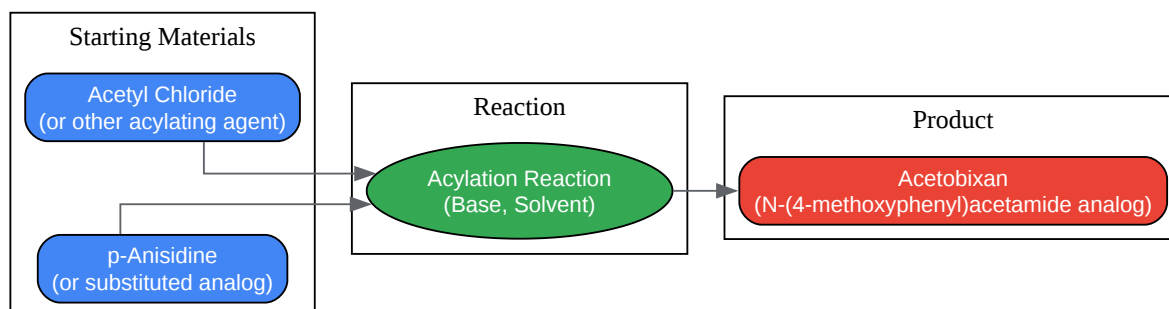 Starting Materials
Acetyl Chloride
(or other acylating agent)
p-Anisidine
(or substituted analog)
Reaction
Acylation Reaction
(Base, Solvent)
Product
Acetobixan
(N-(4-methoxyphenyl)acetamide analog)